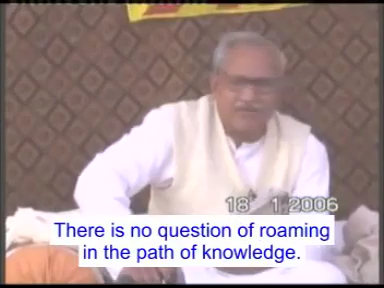 18 1.2006
There is no question of roaming
in the path of knowledge.